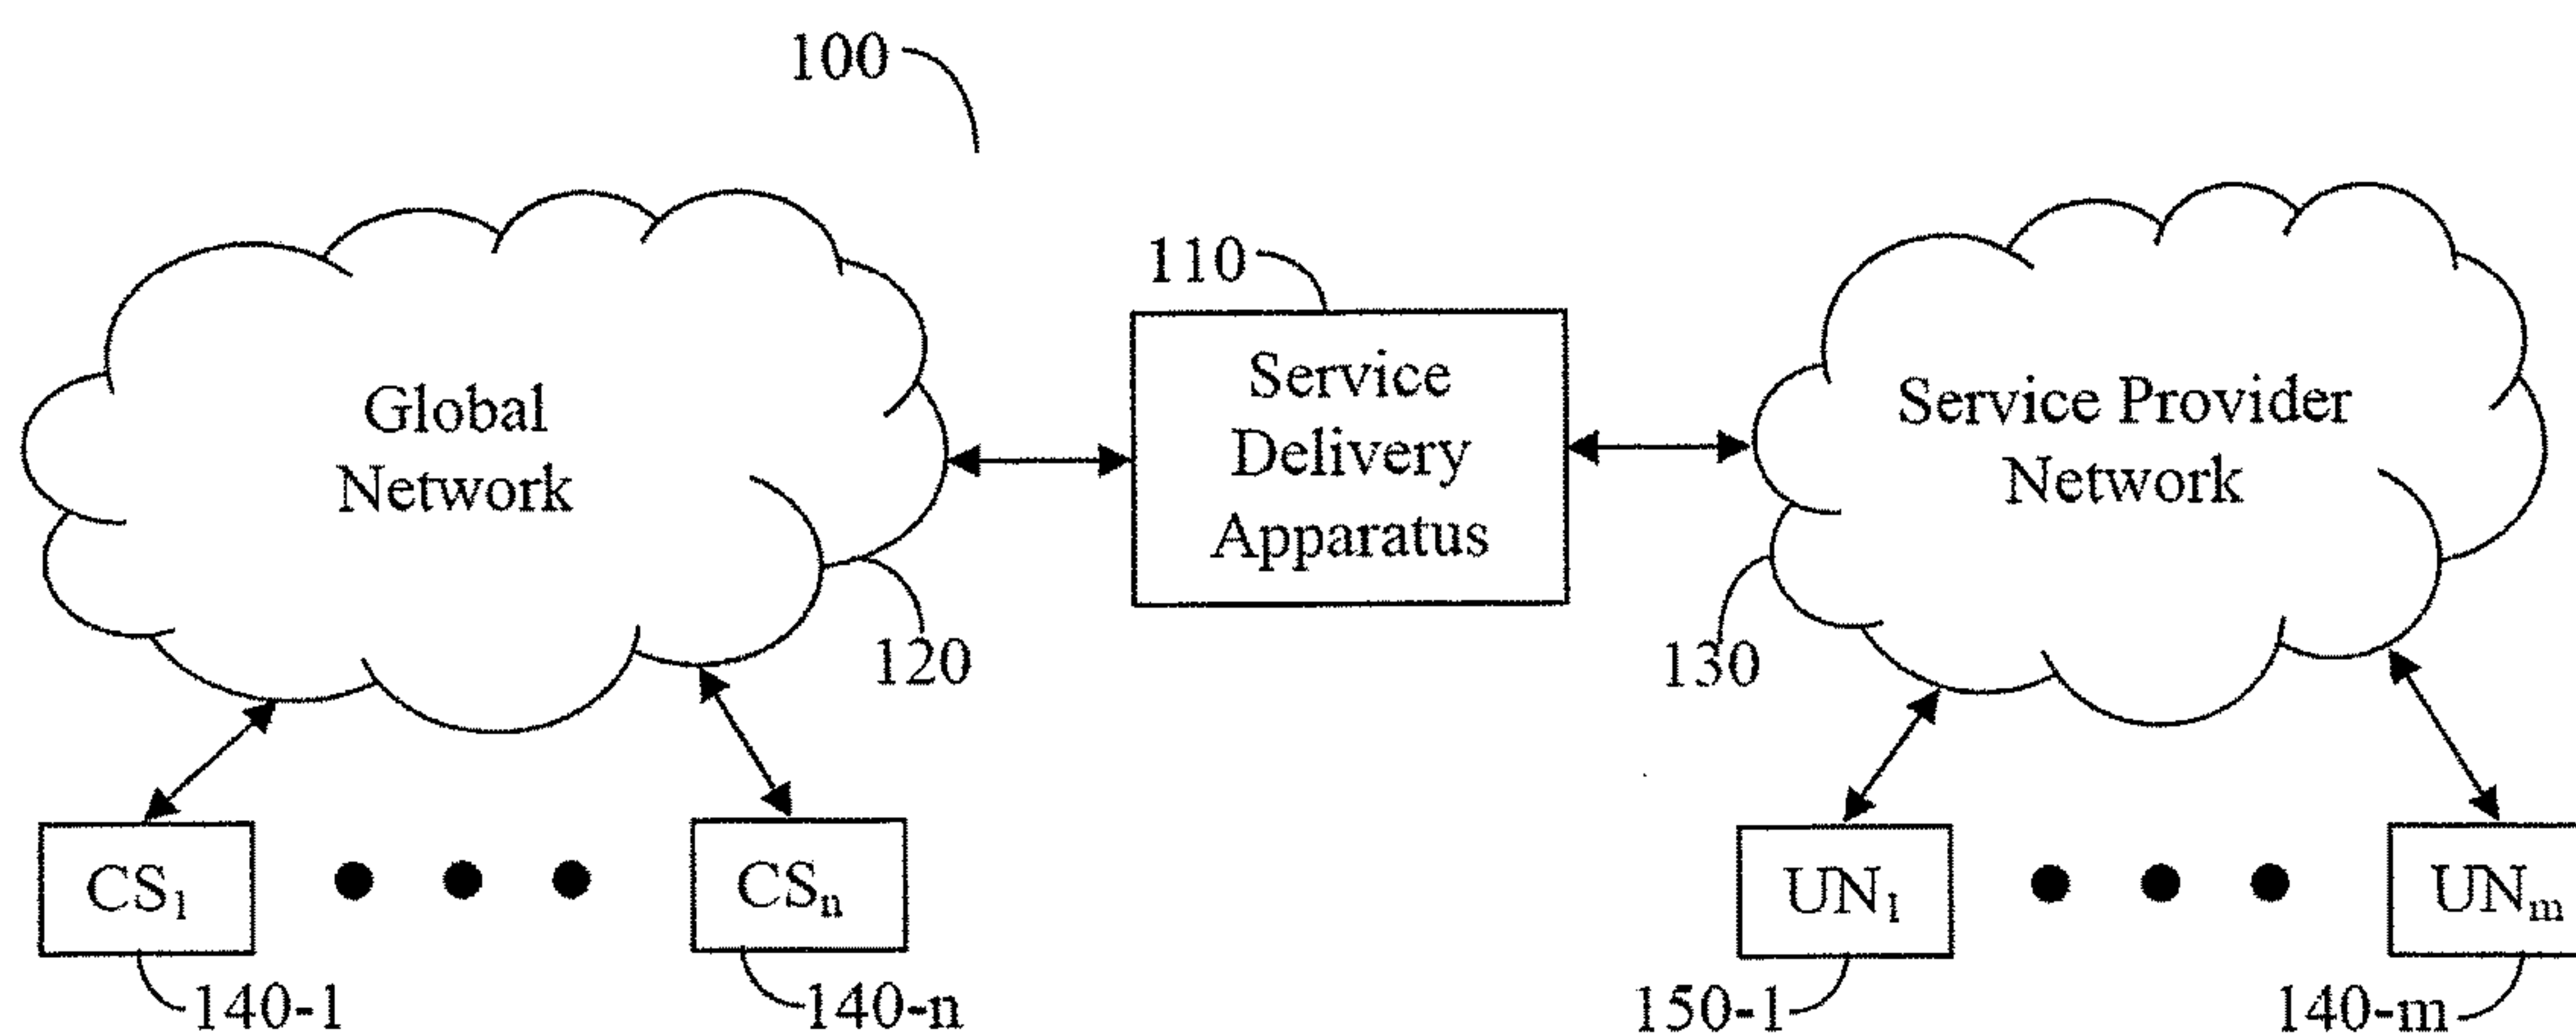 100
110
Global
Network
Service
Delivery
Apparatus
Service Provider
Network
120
130
CS₁
CSₙ
UN₁
UNₘ
140-1
140-n
150-1
140-m